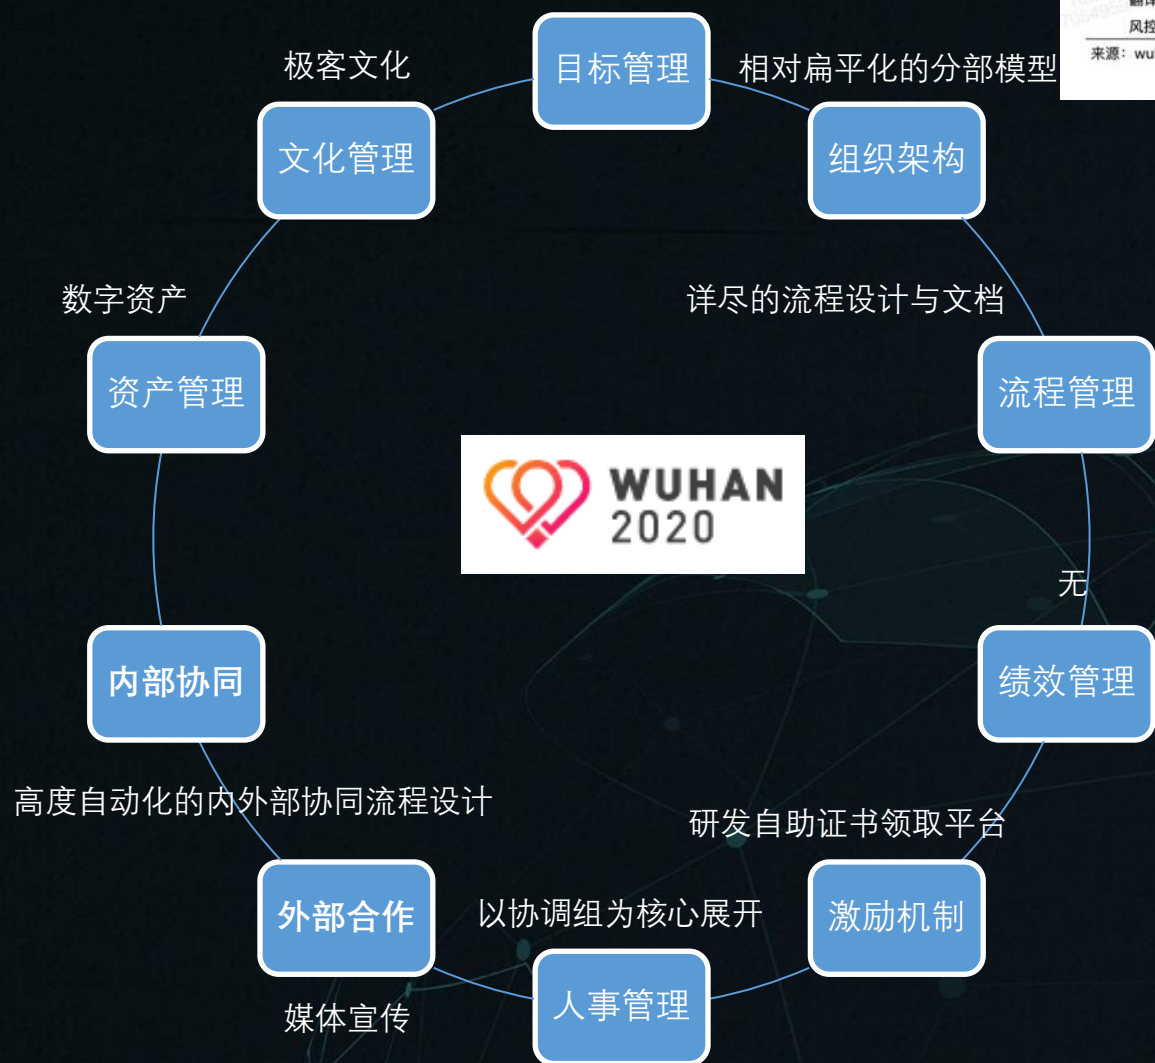 风控
来源：wu
极客文化
目标管理
相对扁平化的分部模型
文化管理
组织架构
数字资产
详尽的流程设计与文档
资产管理
流程管理
WUHAN
2020
无
内部协同
绩效管理
高度自动化的内外部协同流程设计
研发自助证书领取平台
外部合作
以协调组为核心展开
激励机制
媒体宣传
人事管理